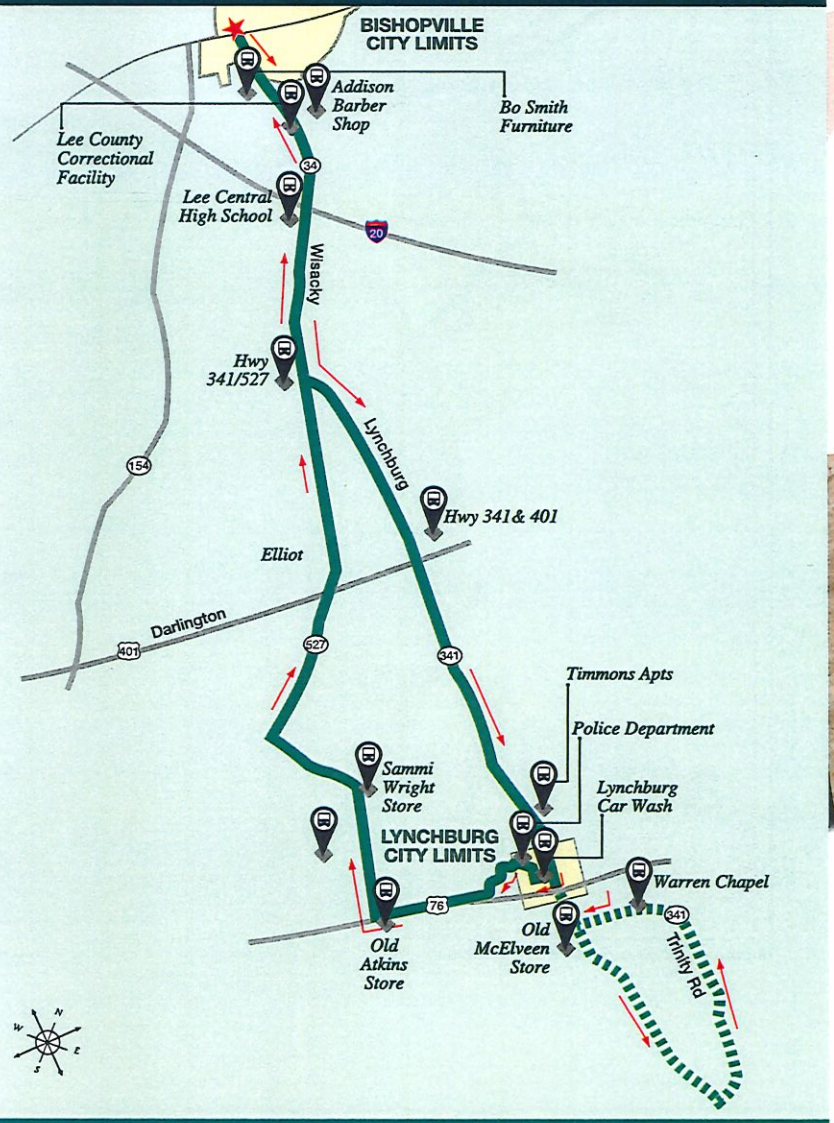 BISHOPVILLE
CITY LIMITS
Addison
Barber
Shop
Bo Smith
Furniture
Lee County
Correctional
Facility
34
Lee Central
High School
20
Wisacky
Hwy
341/527
Lynchburg
154
Hwy 341& 401
Elliot
Darlington
401
527
341
Timmons Apts
Police Department
Sammi
Wright
Store
Lynchburg
Car Wash
LYNCHBURG
CITY LIMITS
Warren Chapel
76
341
Old
McElveen
Store
Old
Atkins
Store
Trinity Rd
N
W
E
S